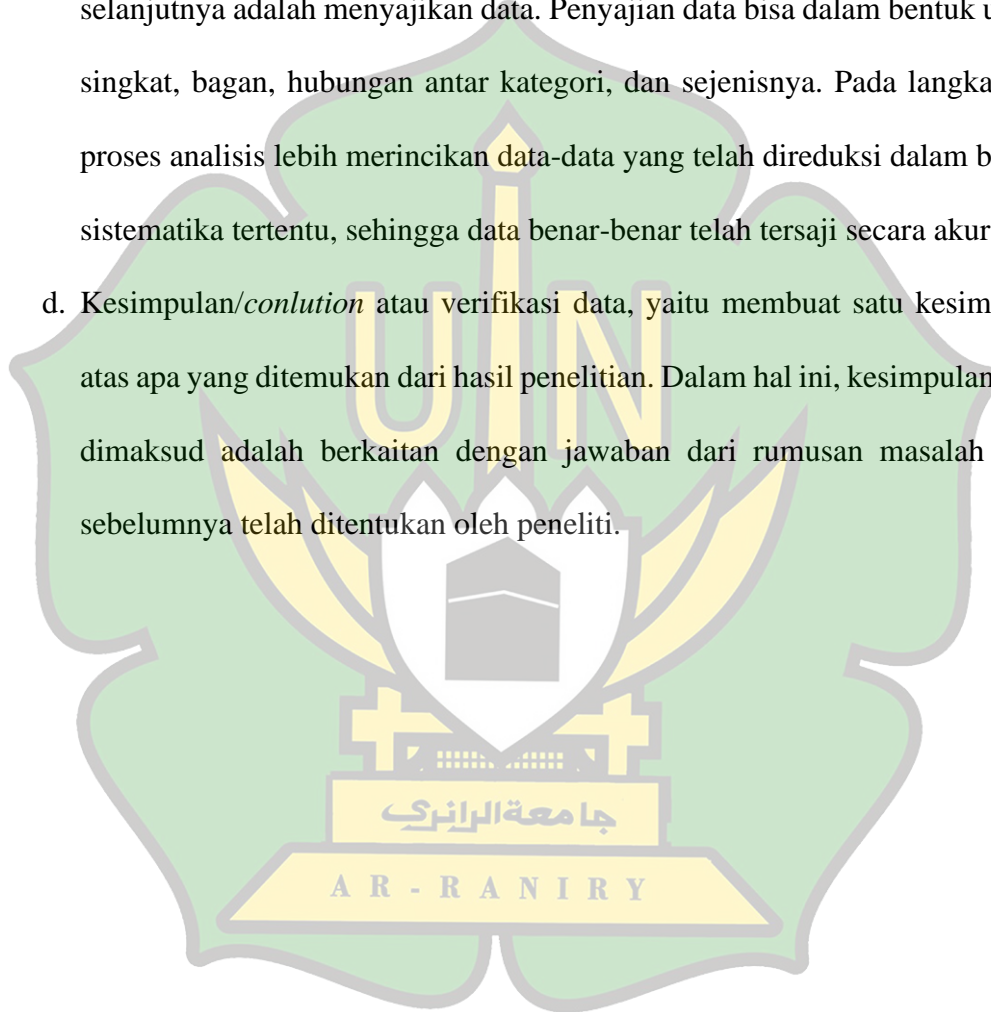 selanjutnya adalah menyajikan data. Penyajian data bisa dalam bentuk
singkat, bagan, hubungan antar kategori, dan sejenisnya. Pada
proses analisis lebih merincikan data-data yang telah direduksi dalam
sistematika tertentu, sehingga data benar-benar telah tersaji secara
d. Kesimpulan/conlution atau verifikasi data, yaitu membuat satu
atas apa yang ditemukan dari hasil penelitian. Dalam hal ini, kesimpulan
dimaksud adalah berkaitan dengan jawaban dari rumusan masalah
sebelumnya telah ditentukan oleh peneliti.
UIN
جامعةالرانري
AR-RANIRY